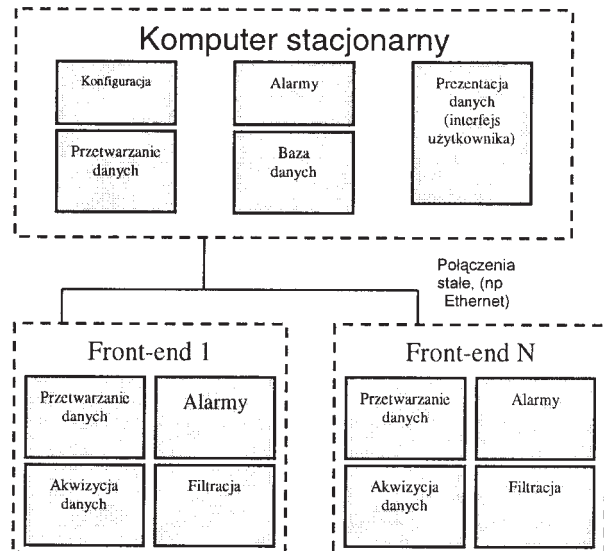 Komputer stacjonarny
Konfiguracja
Alarmy
Prezentacja
danych
(interfejs
użytkownika)
Przetwarzanie
danych
Baza
danych
Połączenia
stałe, (np
Ethernet)
Front-end 1
Przetwarzanie
danych
Alarmy
Akwizycja
danych
Filtracja
Front-end N
Przetwarzanie
danych
Alarmy
Akwizycja
danych
Filtracja